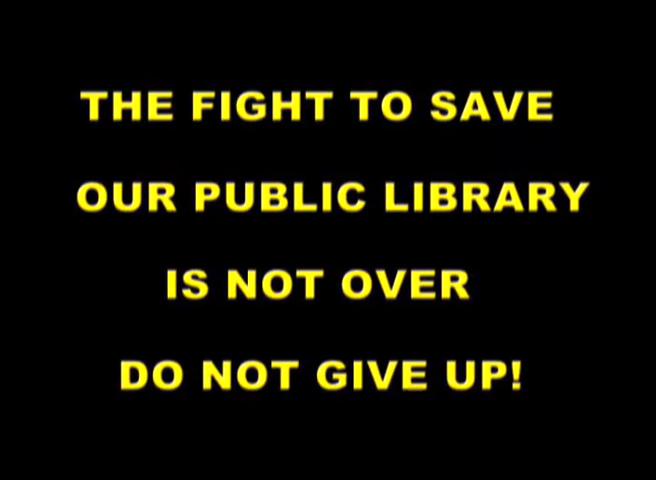 THE FIGHT TO SAVE
OUR PUBLIC LIBRARY
IS NOT OVER
DO NOT GIVE UP!